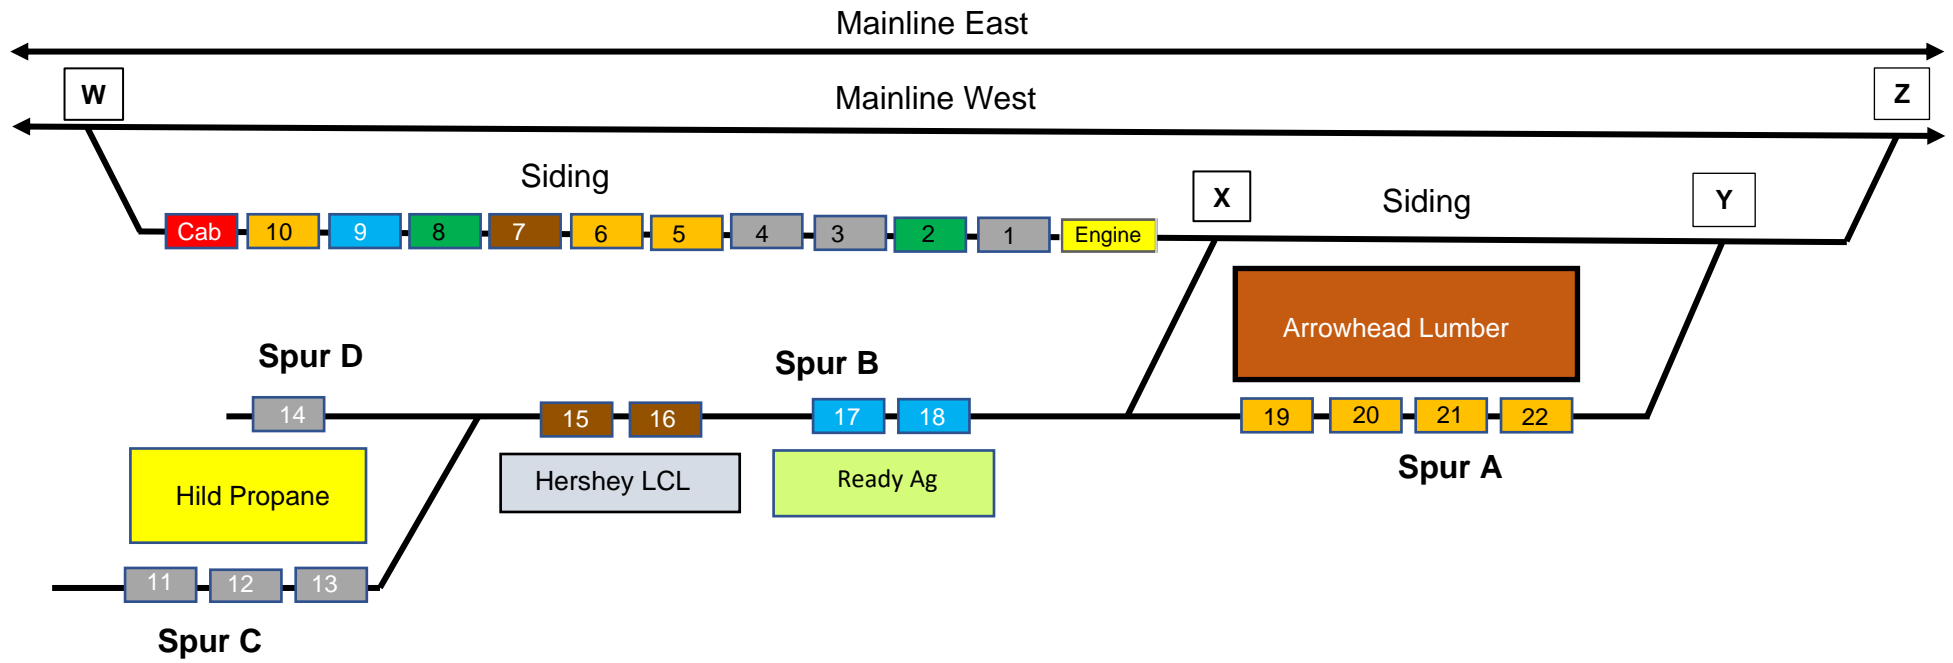 Mainline East
W
Mainline West
Z
Siding
X
Siding
Y
Cab 10 9 8 7 6 5 4 3 2 1 Engine
Arrowhead Lumber
Spur D
Spur B
14
15 16 17 18 19 20 21 22
Spur A
Hild Propane
Hershey LCL
Ready Ag
11 12 13
Spur C